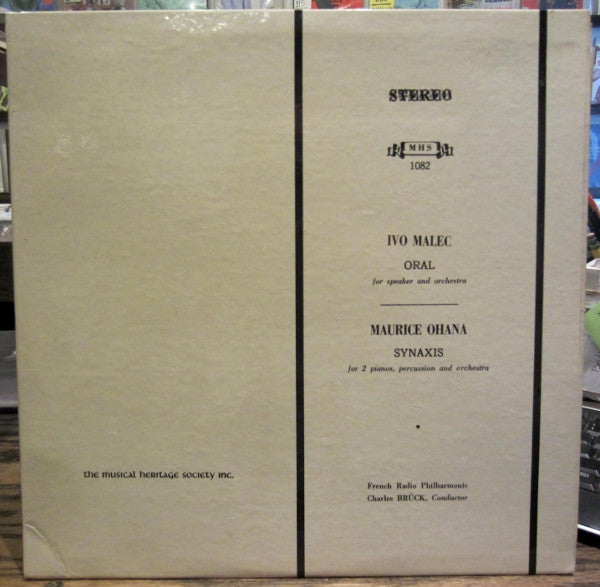 STEREO
MHS
1082
IVO MALEC
ORAL
for speaker and orchestra
MAURICE OHANA
SYNAXIS
for 2 pianos, percussion and orchestra
the musical heritage society inc.
French Radio Philharmonic
Charles BRÜCK, Conductor